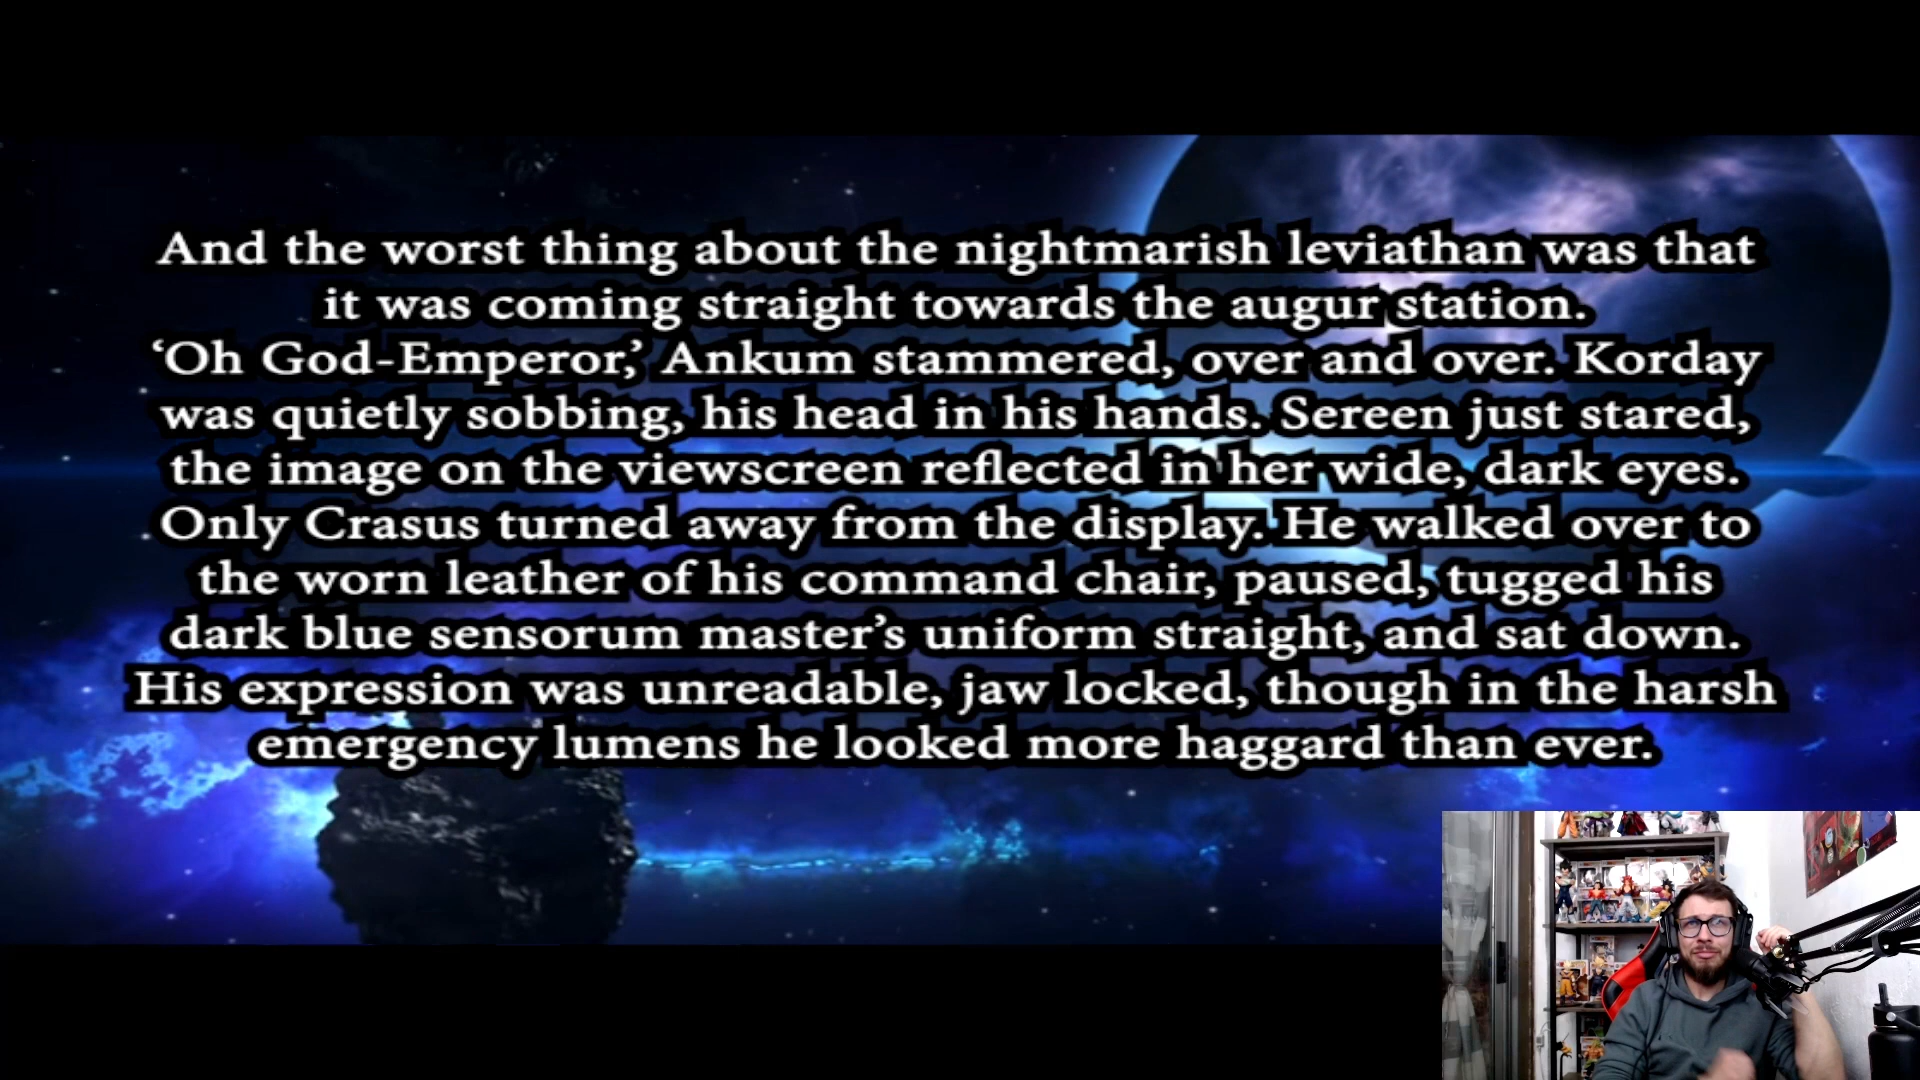 And the worst thing about the nightmarish leviathan was that
it was coming straight towards the augur station.
‘Oh God-Emperor,’ Ankum stammered, over and over. Korday
was quietly sobbing, his head in his hands. Sereen just stared,
the image on the viewscreen reflected in her wide, dark eyes.
Only Crasus turned away from the display. He walked over to
the worn leather of his command chair, paused, tugged his
dark blue sensorum master’s uniform straight, and sat down.
His expression was unreadable, jaw locked, though in the harsh
emergency lumens he looked more haggard than ever.